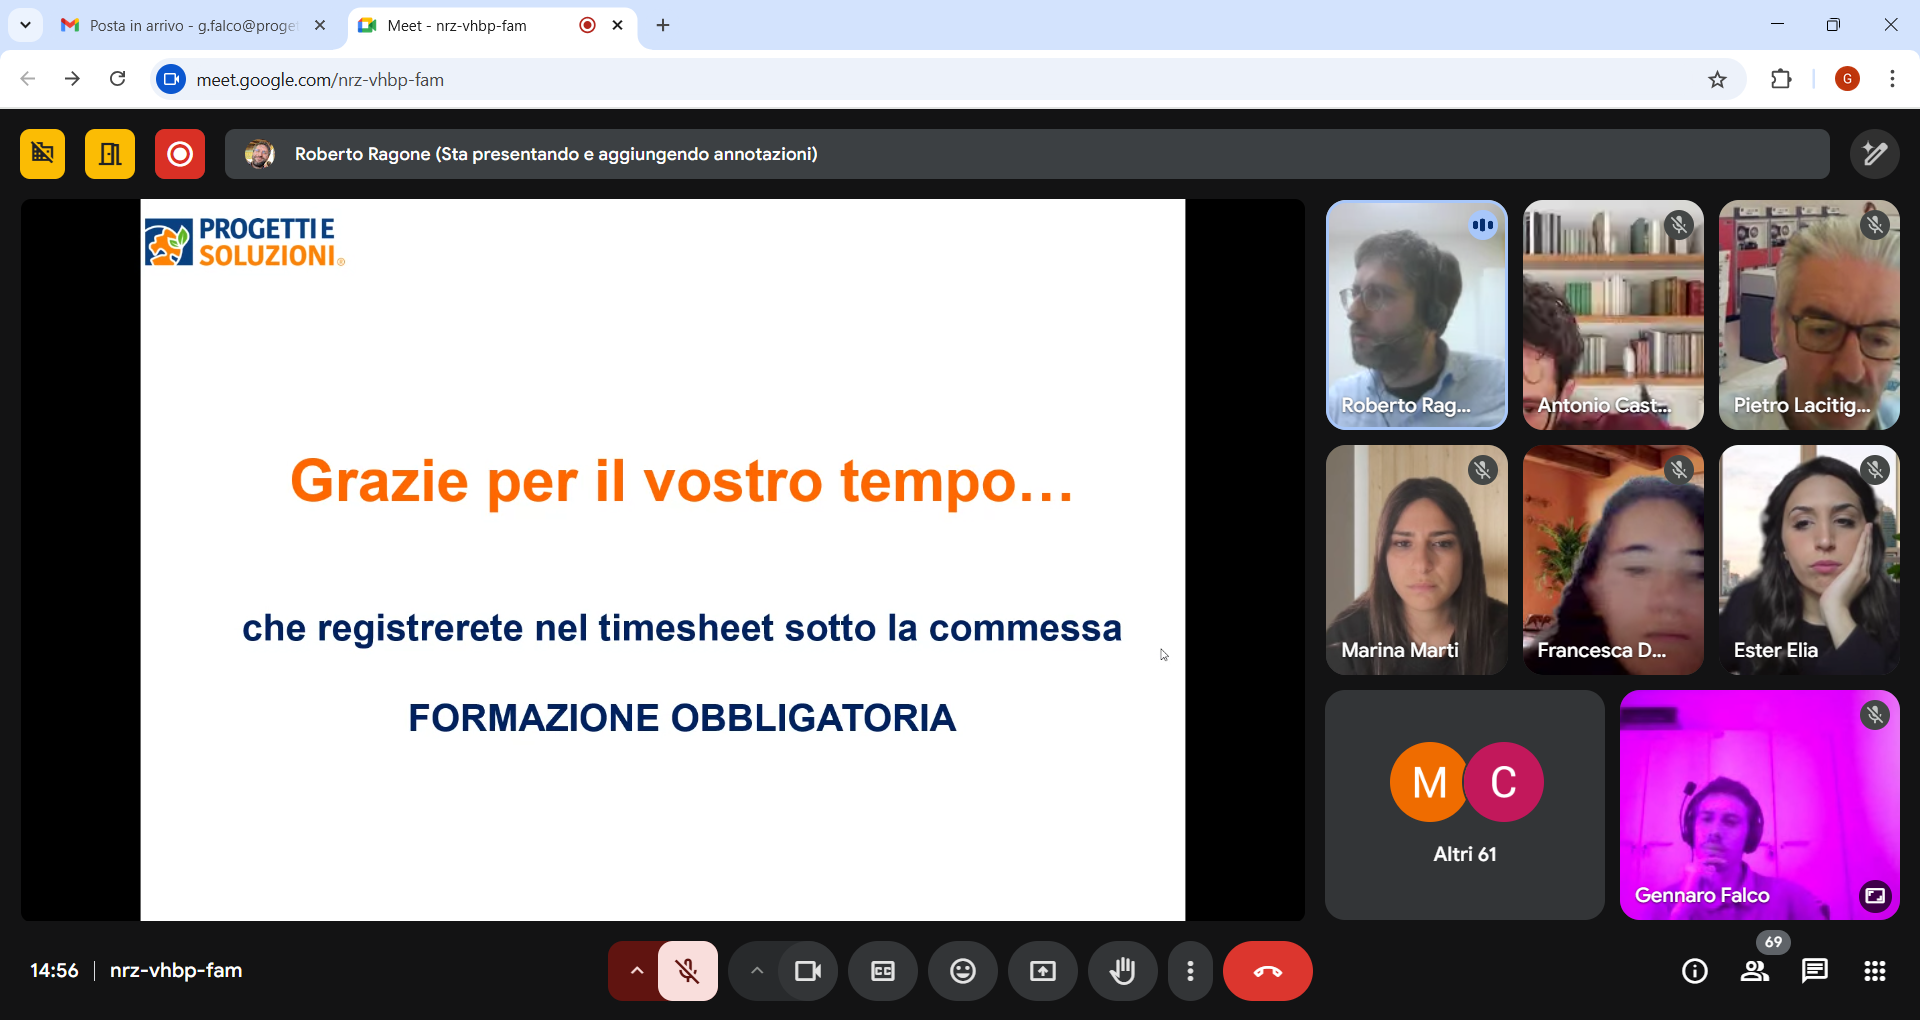 Posta in arrivo - g.falco@proge
Meet - nrz-vhbp-fam
meet.google.com/nrz-vhbp-fam
G
Roberto Ragone (Sta presentando e aggiungendo annotazioni)
PROGETTI E
SOLUZIONI®
Grazie per il vostro tempo...
che registrerete nel timesheet sotto la commessa
FORMAZIONE OBBLIGATORIA
Roberto Rag...
Antonio Cast...
Pietro Lacitig...
Marina Marti
Francesca D...
Ester Elia
M
C
Altri 61
Gennaro Falco
14:56
nrz-vhbp-fam
CC
69